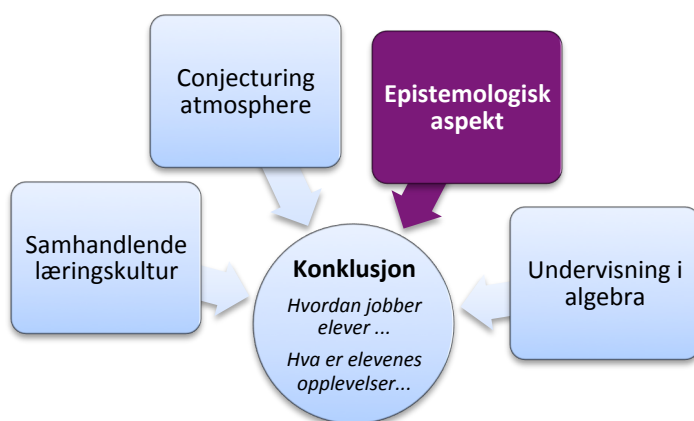 Conjecturing
atmosphere
Epistemologisk
aspekt
Samhandlende
læringskultur
Konklusjon
Hvordan jobber
elever ...
Hva er elevenes
opplevelser...
Undervisning i
algebra